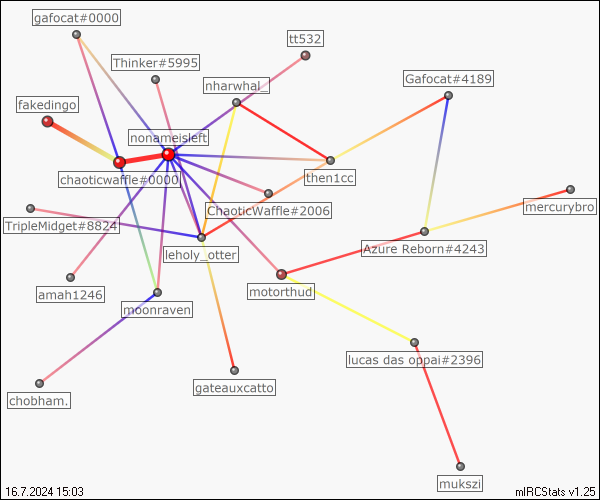 gafocat#0000
tt532
Thinker#5995
nharwhal_
Gafocat#4189
fakedingo
nonameisleft
then1cc
chaoticwaffle#0000
ChaoticWaffle#2006
mercurybro
TripleMidget#8824
leholy_otter
Azure Reborn#4243
amah1246
motorthud
moonraven
lucas das oppai#2396
gateauxcatto
chobham.
mukszi
16.7.2024 15:03
mIRCStats v1.25